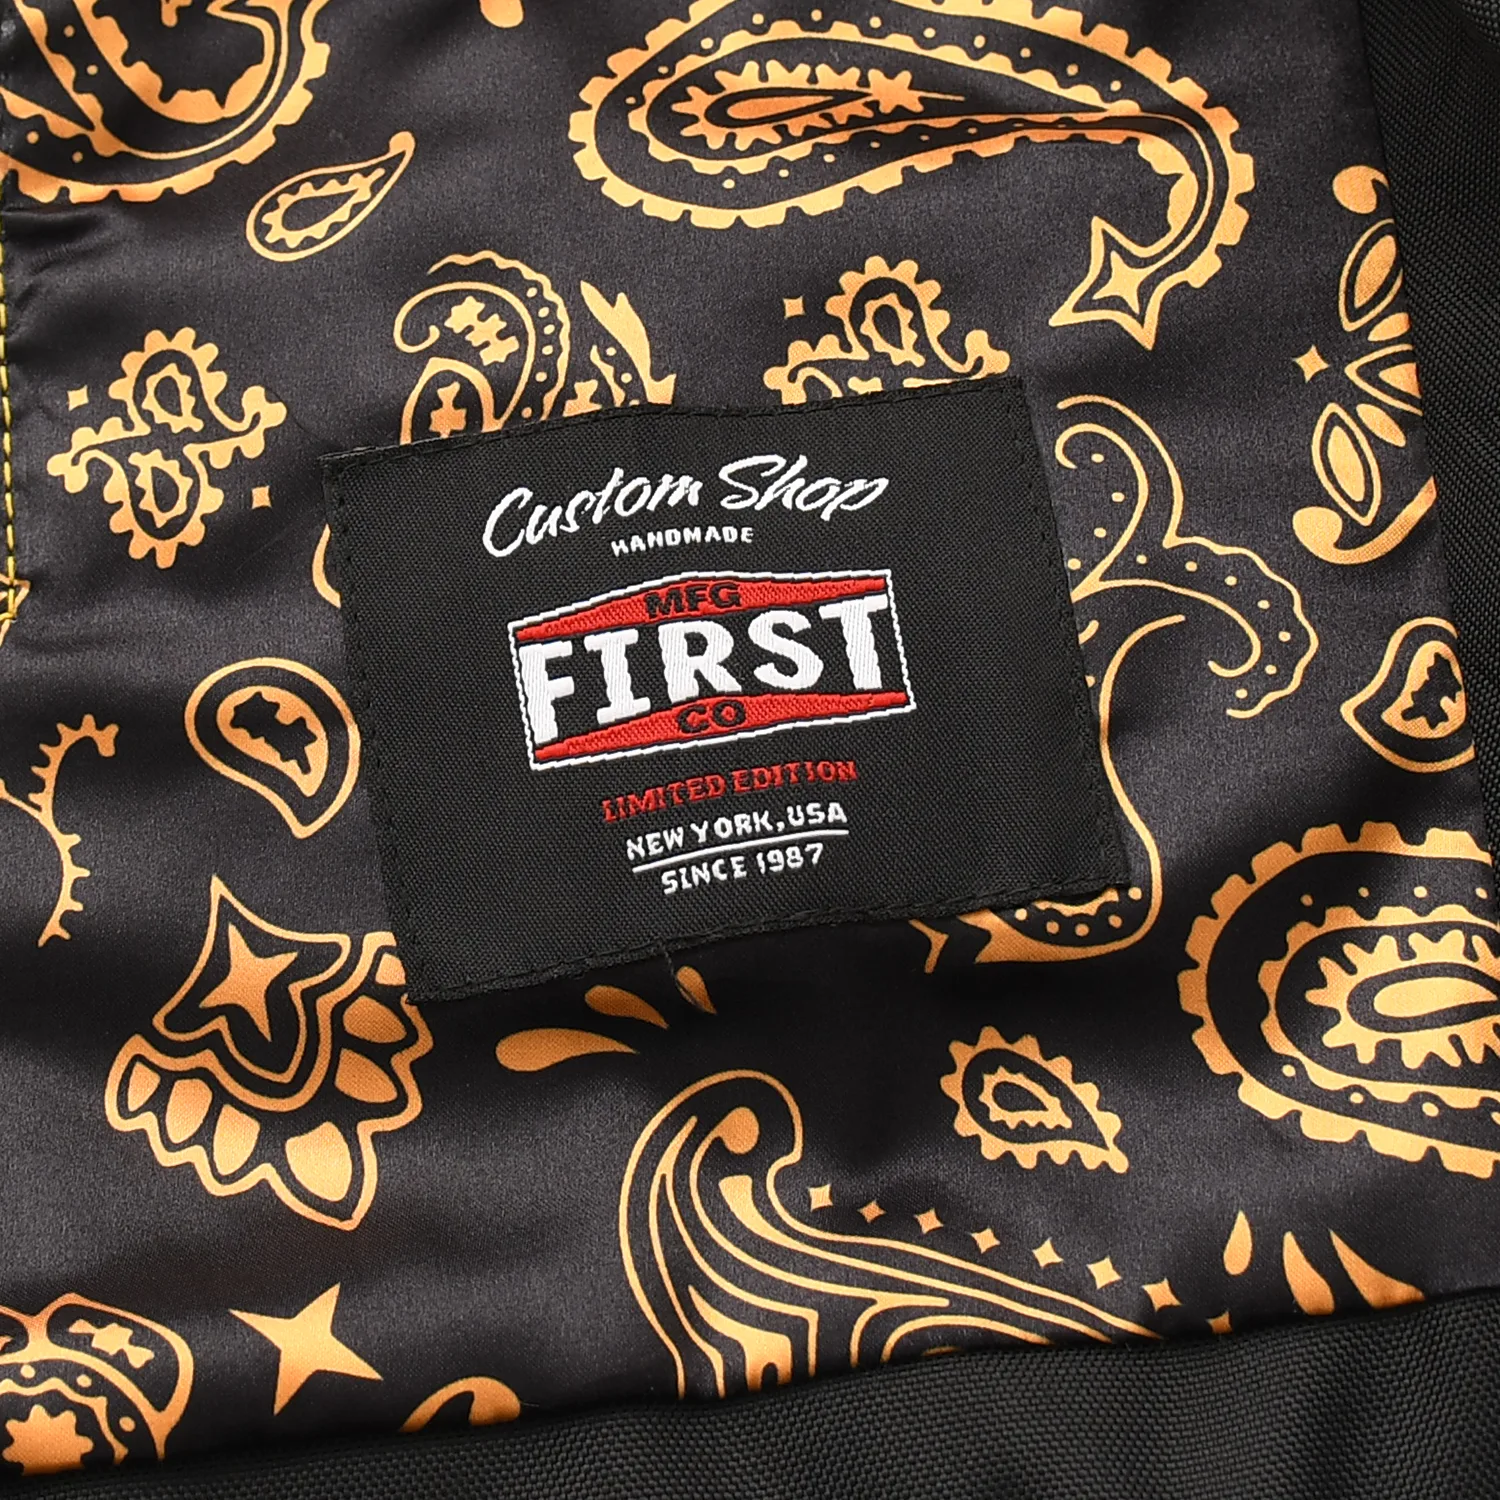 Custom Shop
HANDMADE
MFG
FIRST
CO
LIMITED EDITION
NEW YORK, USA
SINCE 1987